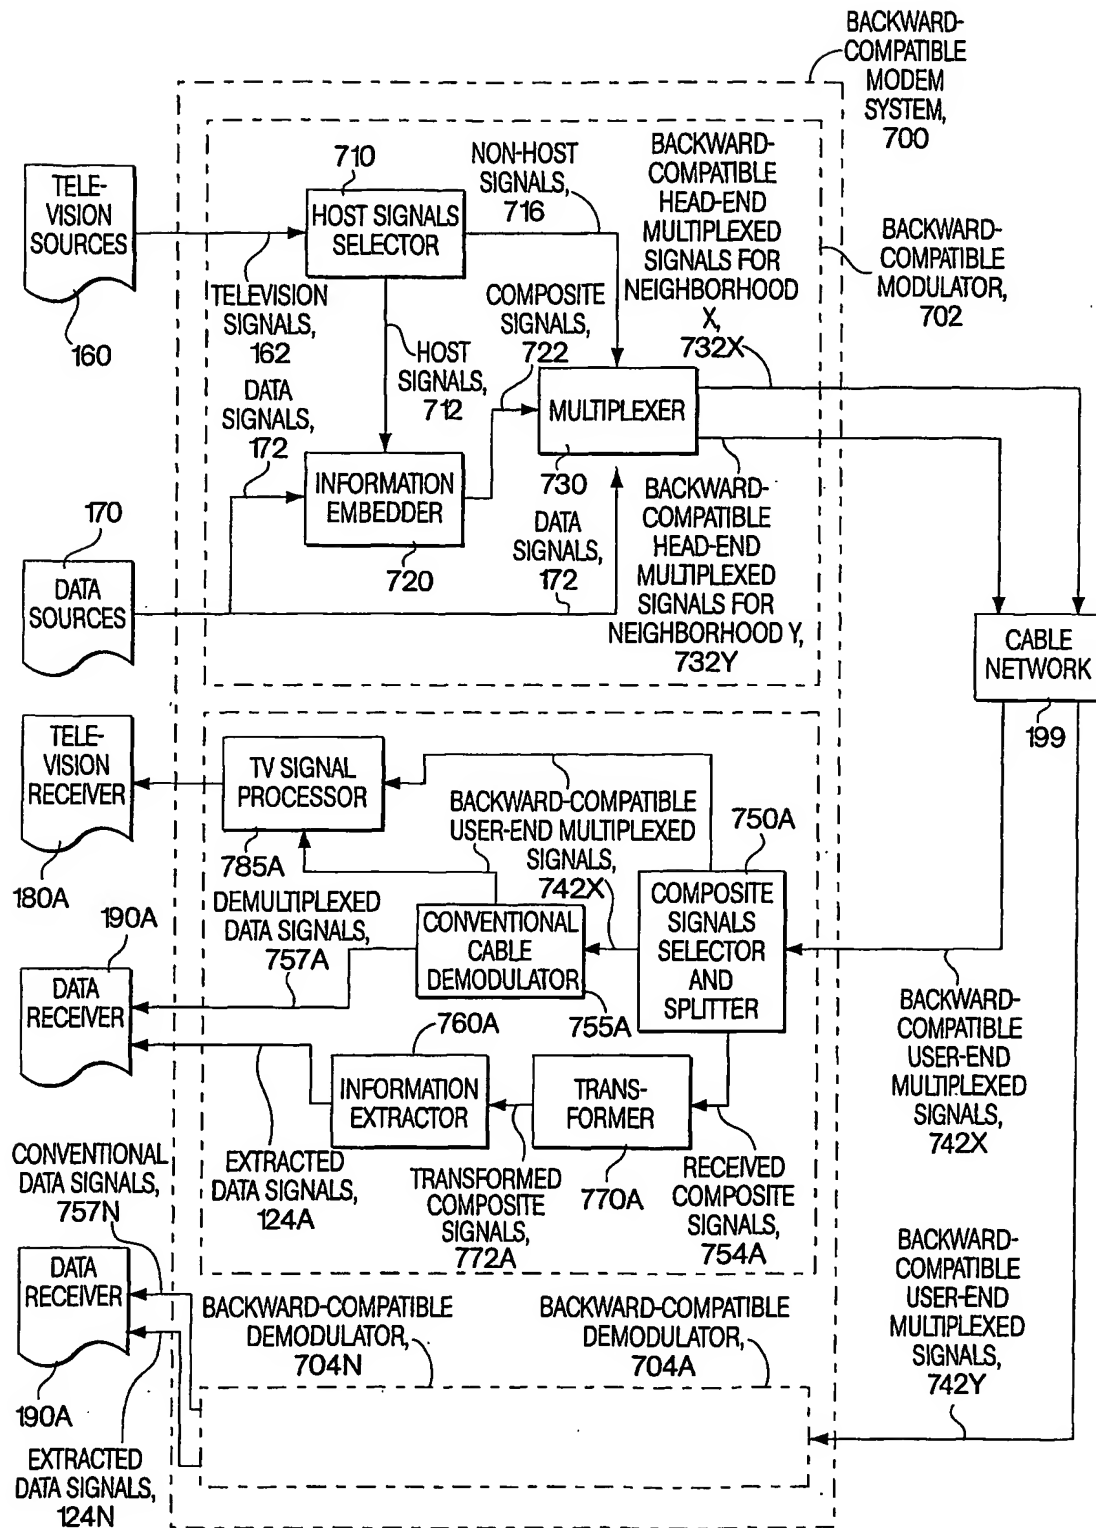 BACKWARD-
COMPATIBLE
MODEM
SYSTEM,
700
TELE-
VISION
SOURCES
160
TELEVISION
SIGNALS,
162
710
HOST SIGNALS
SELECTOR
NON-HOST
SIGNALS,
716
BACKWARD-
COMPATIBLE
HEAD-END
MULTIPLEXED
SIGNALS FOR
NEIGHBORHOOD
X,
732X
BACKWARD-
COMPATIBLE
MODULATOR,
702
HOST
SIGNALS,
712
COMPOSITE
SIGNALS,
722
DATA
SIGNALS,
172
MULTIPLEXER
730
INFORMATION
EMBEDDER
720
DATA
SIGNALS,
172
BACKWARD-
COMPATIBLE
HEAD-END
MULTIPLEXED
SIGNALS FOR
NEIGHBORHOOD Y,
732Y
170
DATA
SOURCES
CABLE
NETWORK
199
TELE-
VISION
RECEIVER
180A
TV SIGNAL
PROCESSOR
785A
BACKWARD-COMPATIBLE
USER-END MULTIPLEXED
SIGNALS,
742X
750A
COMPOSITE
SIGNALS
SELECTOR
AND
SPLITTER
DEMULTIPLEXED
DATA SIGNALS,
757A
CONVENTIONAL
CABLE
DEMODULATOR
755A
190A
DATA
RECEIVER
760A
INFORMATION
EXTRACTOR
TRANS-
FORMER
770A
BACKWARD-
COMPATIBLE
USER-END
MULTIPLEXED
SIGNALS,
742X
EXTRACTED
DATA SIGNALS,
124A
TRANSFORMED
COMPOSITE
SIGNALS,
772A
RECEIVED
COMPOSITE
SIGNALS,
754A
CONVENTIONAL
DATA SIGNALS,
757N
DATA
RECEIVER
190A
EXTRACTED
DATA SIGNALS,
124N
BACKWARD-COMPATIBLE
DEMODULATOR,
704N
BACKWARD-COMPATIBLE
DEMODULATOR,
704A
BACKWARD-
COMPATIBLE
USER-END
MULTIPLEXED
SIGNALS,
742Y